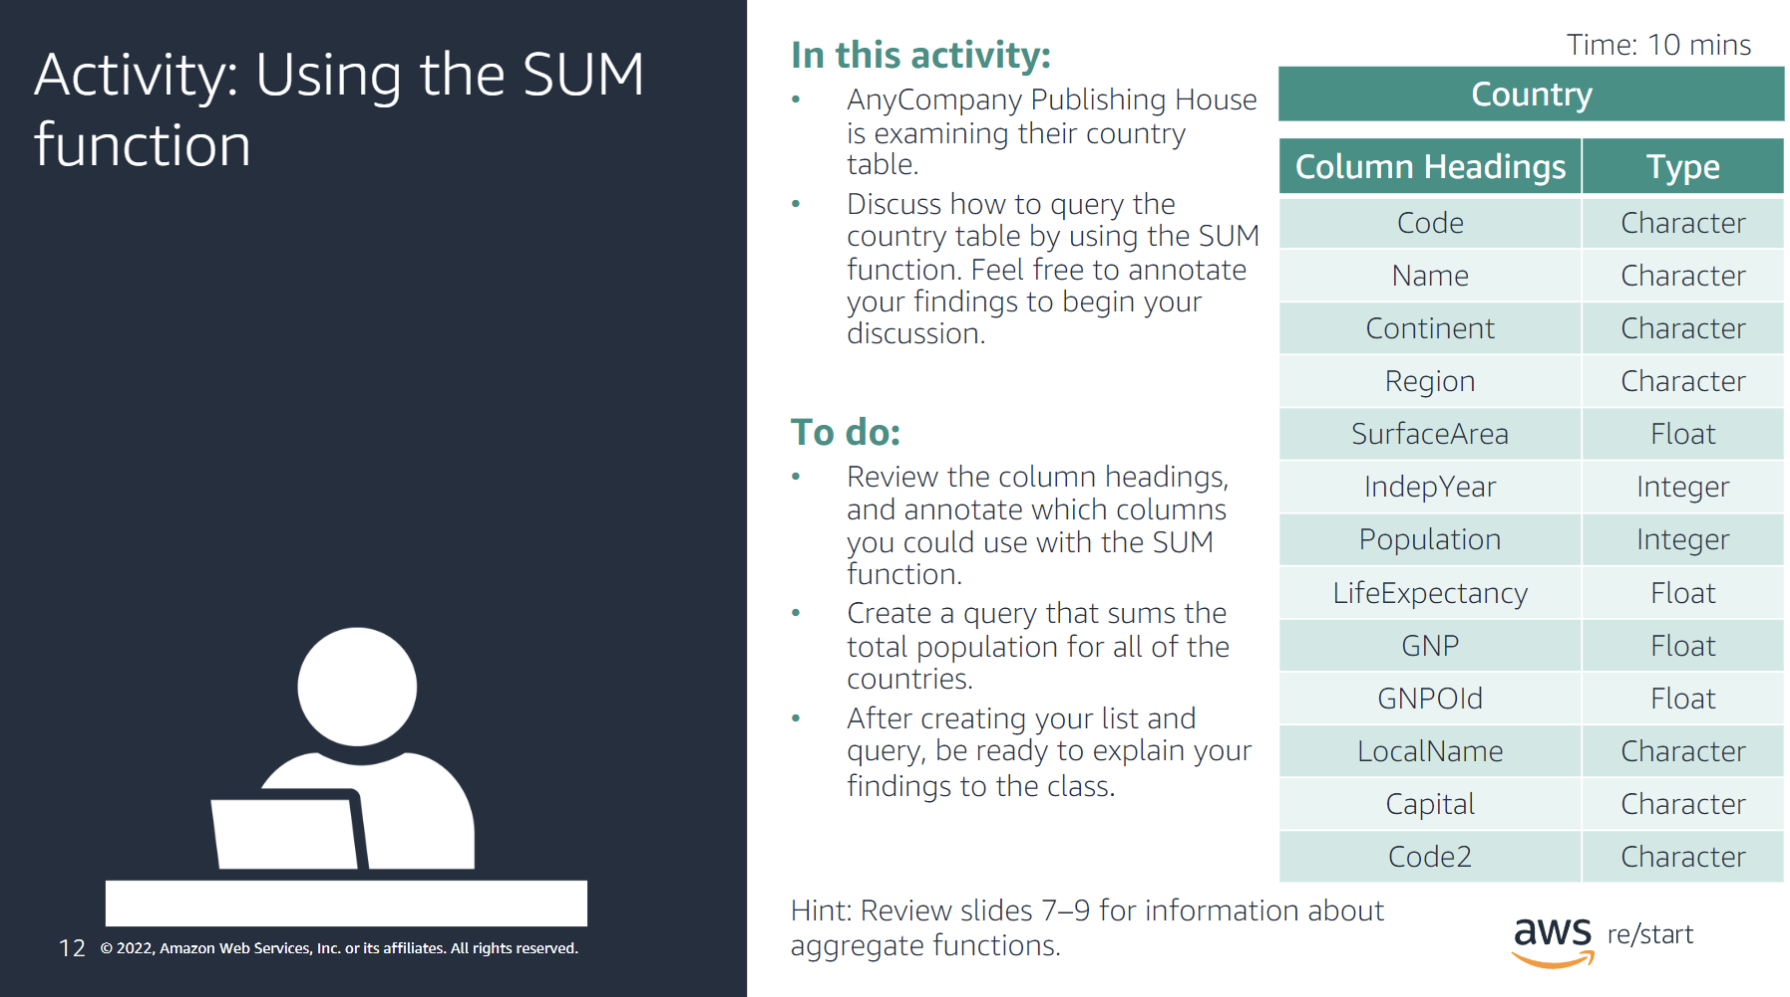 Activity: Using the SUM
function
In this activity:
• AnyCompany Publishing House
is examining their country
table.
• Discuss how to query the
country table by using the SUM
function. Feel free to annotate
your findings to begin your
discussion.
To do:
• Review the column headings,
and annotate which columns
you could use with the SUM
function.
• Create a query that sums the
total population for all of the
countries.
• After creating your list and
query, be ready to explain your
findings to the class.
Hint: Review slides 7–9 for information about
aggregate functions.
Time: 10 mins
Country
Column Headings Type
Code Character
Name Character
Continent Character
Region Character
SurfaceArea Float
IndepYear Integer
Population Integer
LifeExpectancy Float
GNP Float
GNPOld Float
LocalName Character
Capital Character
Code2 Character
12 © 2022, Amazon Web Services, Inc. or its affiliates. All rights reserved.
aws re/start